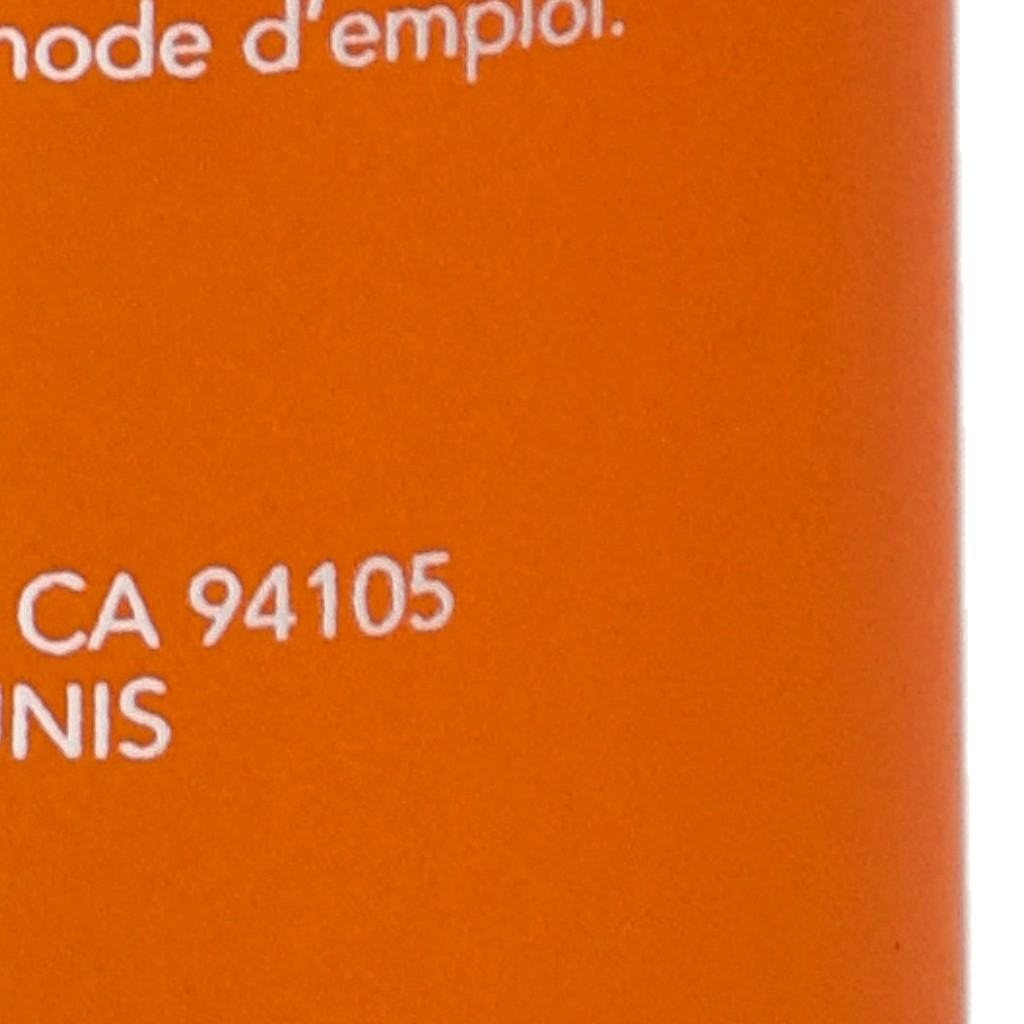 mode d'emploi.
CA 94105
UNIS